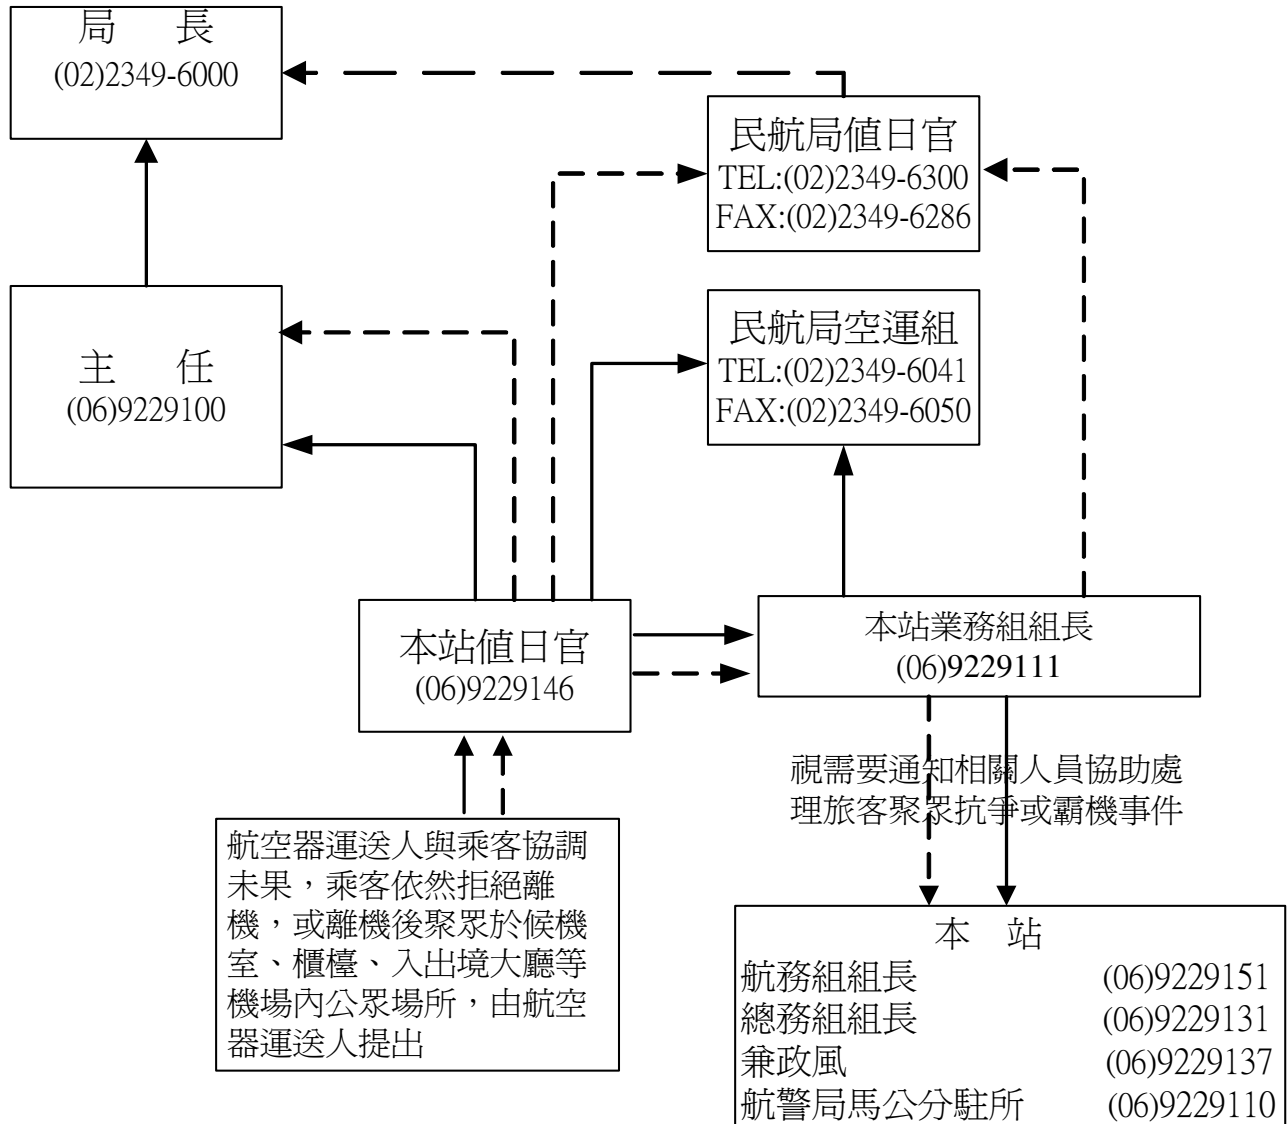 局　長
(02)2349-6000
民航局值日官
TEL:(02)2349-6300
FAX:(02)2349-6286
主　任
(06)9229100
民航局空運組
TEL:(02)2349-6041
FAX:(02)2349-6050
本站值日官
(06)9229146
本站業務組組長
(06)9229111
視需要通知相關人員協助處
理旅客聚眾抗爭或霸機事件
航空器運送人與乘客協調
未果，乘客依然拒絕離
機，或離機後聚眾於候機
室、櫃檯、入出境大廳等
機場內公眾場所，由航空
器運送人提出
本　站
航務組組長 (06)9229151
總務組組長 (06)9229131
兼政風 (06)9229137
航警局馬公分駐所 (06)9229110